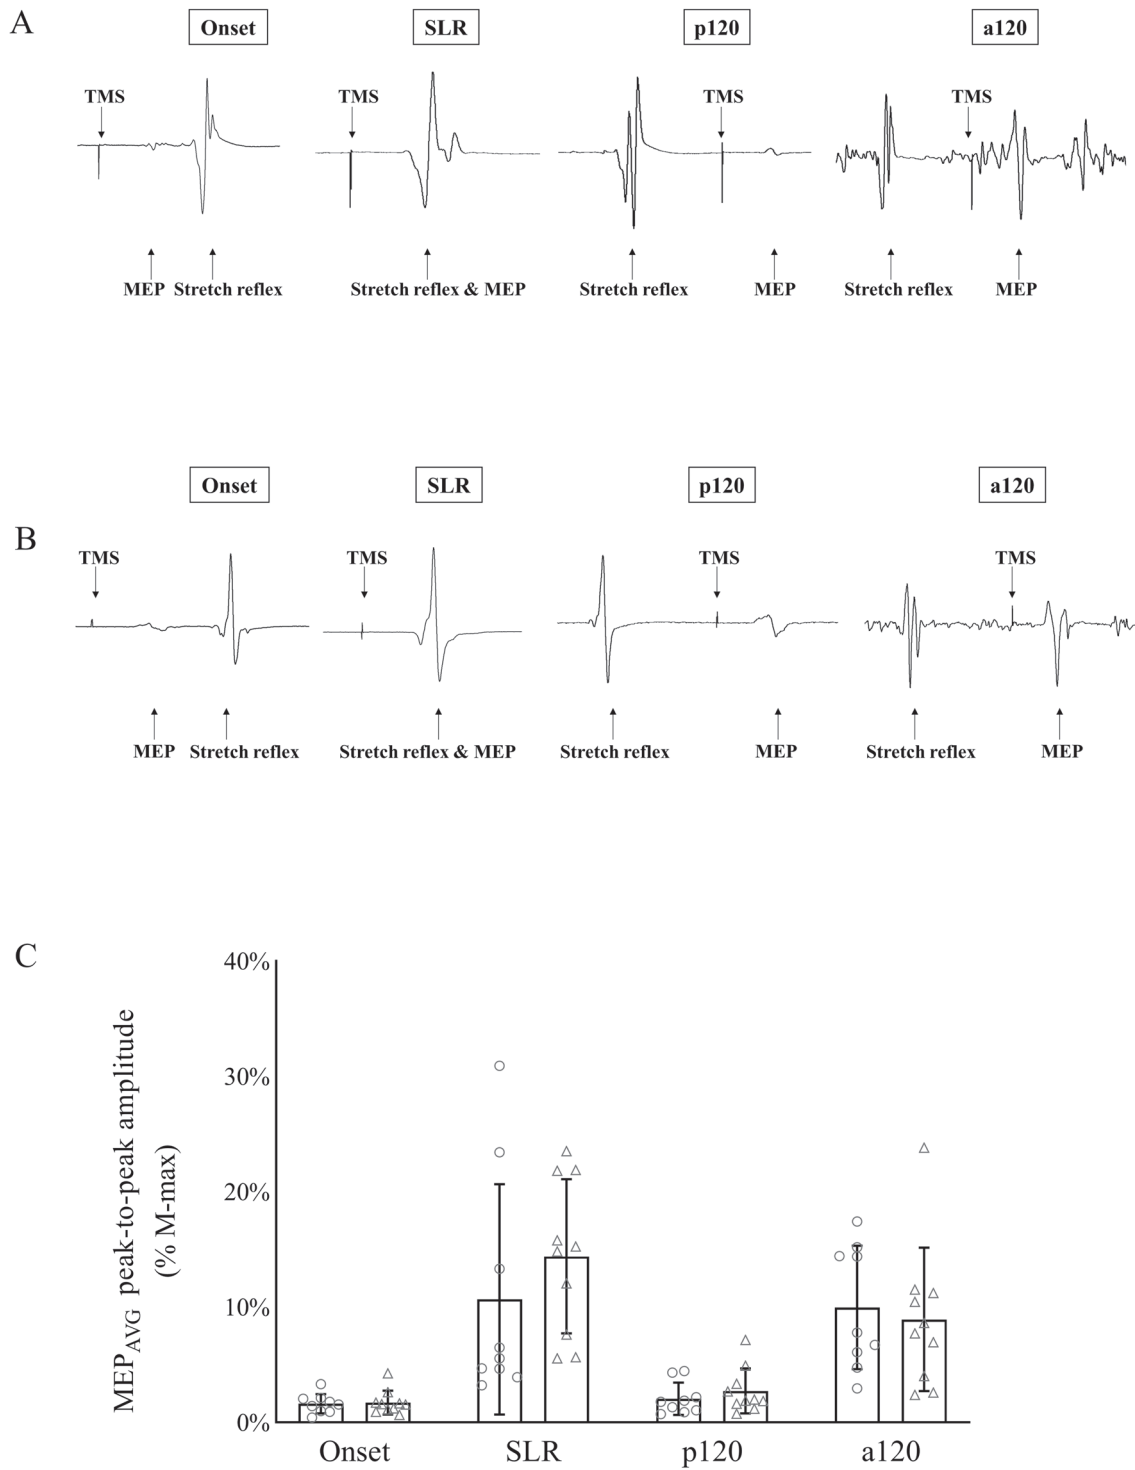 A
Onset SLR p120 a120
TMS TMS TMS TMS
MEP Stretch reflex Stretch reflex & MEP Stretch reflex MEP Stretch reflex MEP
B
Onset SLR p120 a120
TMS TMS TMS TMS
MEP Stretch reflex Stretch reflex & MEP Stretch reflex MEP Stretch reflex MEP
C
MEPAVG peak-to-peak amplitude
(% M-max)
40%
30%
20%
10%
0%
Onset SLR p120 a120